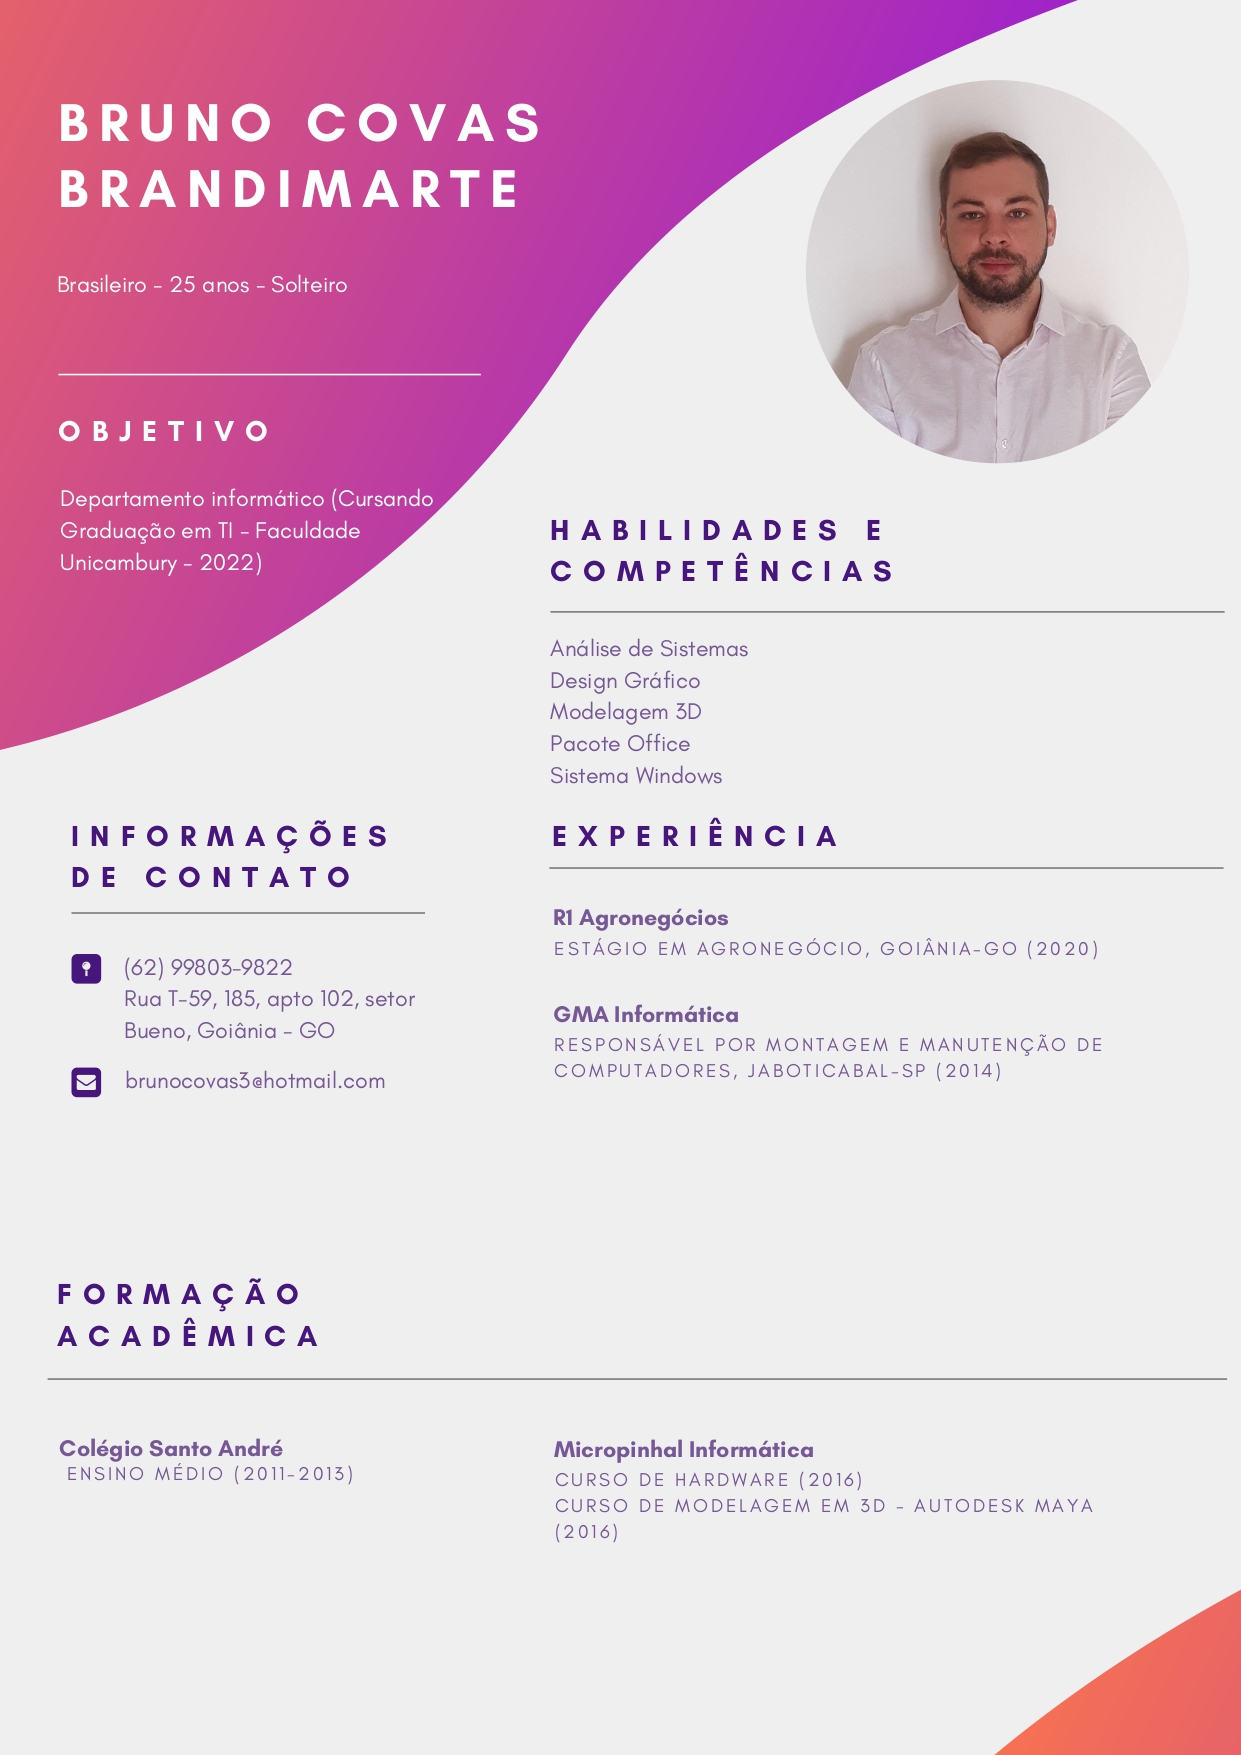 BRUNO COVAS
BRANDIMARTE
Brasileiro - 25 anos - Solteiro
OBJETIVO
Departamento informático (Cursando
Graduação em TI - Faculdade
Unicambury - 2022)
HABILIDADES E
COMPETÊNCIAS
Análise de Sistemas
Design Gráfico
Modelagem 3D
Pacote Office
Sistema Windows
INFORMAÇÕES
DE CONTATO
(62) 99803-9822
Rua T-59, 185, apto 102, setor
Bueno, Goiânia - GO
brunocovas3@hotmail.com
EXPERIÊNCIA
R1 Agronegócios
ESTÁGIO EM AGRONEGÓCIO, GOIÂNIA-GO (2020)
GMA Informática
RESPONSÁVEL POR MONTAGEM E MANUTENÇÃO DE
COMPUTADORES, JABOTICABAL-SP (2014)
FORMAÇÃO
ACADÊMICA
Colégio Santo André
ENSINO MÉDIO (2011-2013)
Micropinhal Informática
CURSO DE HARDWARE (2016)
CURSO DE MODELAGEM EM 3D - AUTODESK MAYA
(2016)